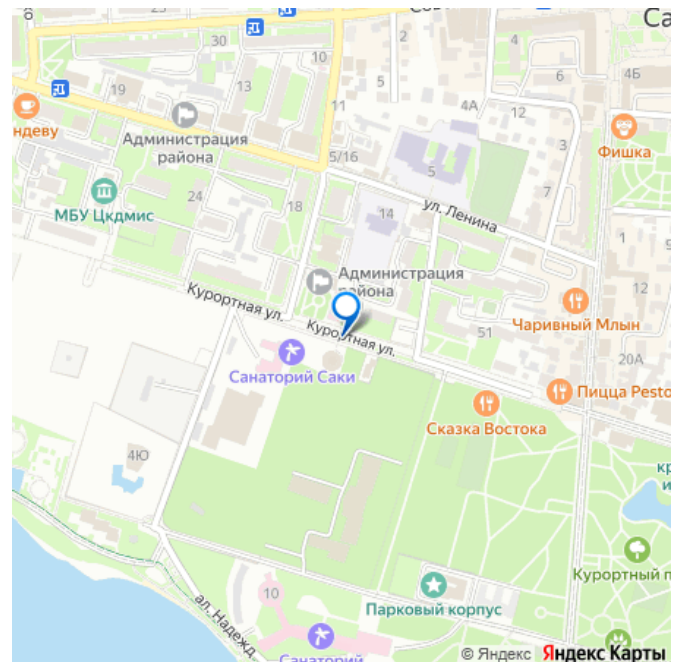 30
10
2
4
6
4Б
19
13
5
4А
12
11
Администрация
района
Фишка
ндеву
5/16
5
3
7
МБУ Цкдмис
24
18
14
ул. Ленина
1
9
Администрация
района
12
Курортная ул.
Курортная ул.
51
Чаривный Млын
20А
Санаторий Саки
Пицца Pesto
Сказка Востока
4Ю
Курортный п
10
Парковый корпус
ал. Надежд
Санаторий
© Яндекс Яндекс Карты